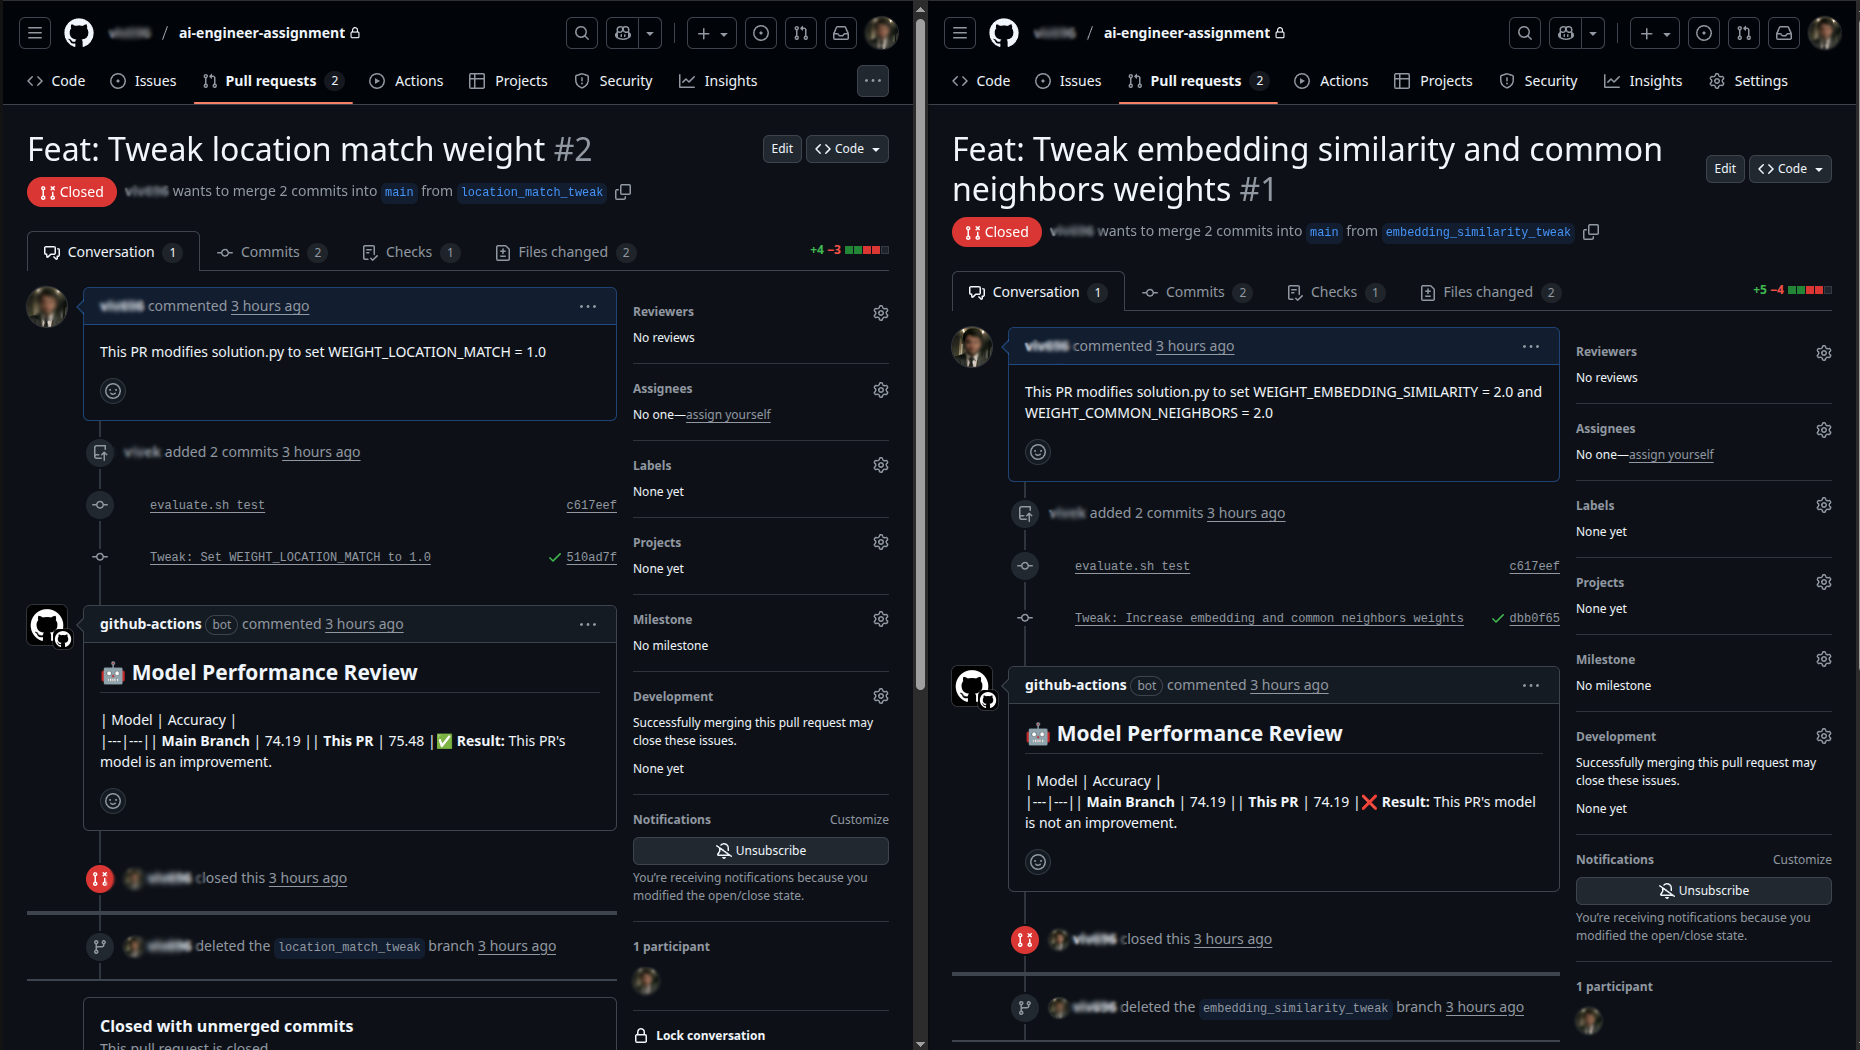 / ai-engineer-assignment
Code Issues Pull requests 2 Actions Projects Security Insights
Feat: Tweak location match weight #2
Edit
Code
Closed
wants to merge 2 commits into main from location_match_tweak
Conversation 1 Commits 2 Checks 1 Files changed 2
+4 −3
commented 3 hours ago
This PR modifies solution.py to set WEIGHT_LOCATION_MATCH = 1.0
added 2 commits 3 hours ago
evaluate.sh test c617eef
Tweak: Set WEIGHT_LOCATION_MATCH to 1.0 510ad7f
github-actions bot commented 3 hours ago
🤖 Model Performance Review
| Model | Accuracy |
|---|---|| Main Branch | 74.19 || This PR | 75.48 |✅ Result: This PR's
model is an improvement.
closed this 3 hours ago
deleted the location_match_tweak branch 3 hours ago
Closed with unmerged commits
This pull request is closed
Reviewers
No reviews
Assignees
No one—assign yourself
Labels
None yet
Projects
None yet
Milestone
No milestone
Development
Successfully merging this pull request may
close these issues.
None yet
Notifications Customize
Unsubscribe
You're receiving notifications because you
modified the open/close state.
1 participant
Lock conversation
/ ai-engineer-assignment
Code Issues Pull requests 2 Actions Projects Security Insights Settings
Feat: Tweak embedding similarity and common
neighbors weights #1
Edit
Code
Closed
wants to merge 2 commits into main from embedding_similarity_tweak
Conversation 1 Commits 2 Checks 1 Files changed 2
+5 −4
commented 3 hours ago
This PR modifies solution.py to set WEIGHT_EMBEDDING_SIMILARITY = 2.0 and
WEIGHT_COMMON_NEIGHBORS = 2.0
added 2 commits 3 hours ago
evaluate.sh test c617eef
Tweak: Increase embedding and common neighbors weights dbb0f65
github-actions bot commented 3 hours ago
🤖 Model Performance Review
| Model | Accuracy |
|---|---|| Main Branch | 74.19 || This PR | 74.19 |❌ Result: This PR's model
is not an improvement.
closed this 3 hours ago
deleted the embedding_similarity_tweak branch 3 hours ago
Reviewers
No reviews
Assignees
No one—assign yourself
Labels
None yet
Projects
None yet
Milestone
No milestone
Development
Successfully merging this pull request may
close these issues.
None yet
Notifications Customize
Unsubscribe
You're receiving notifications because you
modified the open/close state.
1 participant